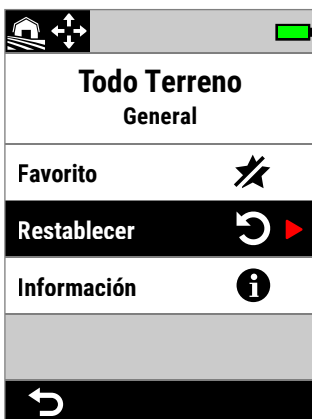 Todo Terreno
General
Favorito
Restablecer
Información